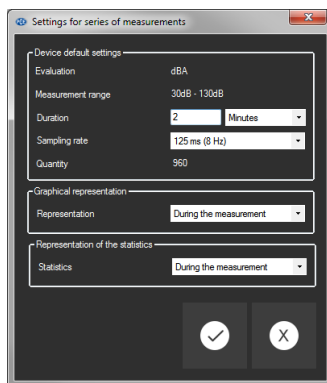 Settings for series of measurements
Device default settings
Evaluation dBA
Measurement range 30dB - 130dB
Duration 2 Minutes
Sampling rate 125 ms (8 Hz)
Quantity 960
Graphical representation
Representation During the measurement
Representation of the statistics
Statistics During the measurement
X